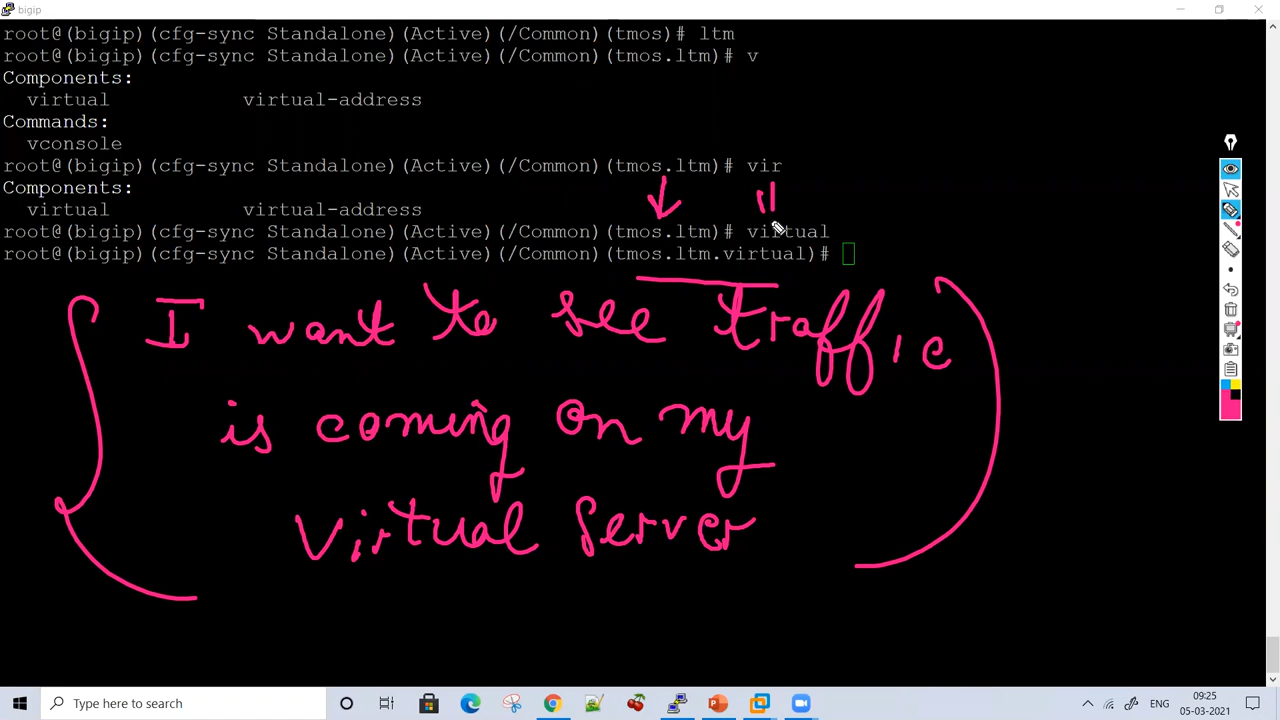 bigip
root@(bigip)(cfg-sync Standalone)(Active)(/Common)(tmos)# ltm
root@(bigip)(cfg-sync Standalone)(Active)(/Common)(tmos.ltm)# v
Components:
virtual virtual-address
Commands:
vconsole
root@(bigip)(cfg-sync Standalone)(Active)(/Common)(tmos.ltm)# vir
Components:
virtual virtual-address
root@(bigip)(cfg-sync Standalone)(Active)(/Common)(tmos.ltm)# virtual
root@(bigip)(cfg-sync Standalone)(Active)(/Common)(tmos.ltm.virtual)#
I want to see traffic
is coming on my
Virtual Server
Type here to search
ENG
09:25
05-03-2021